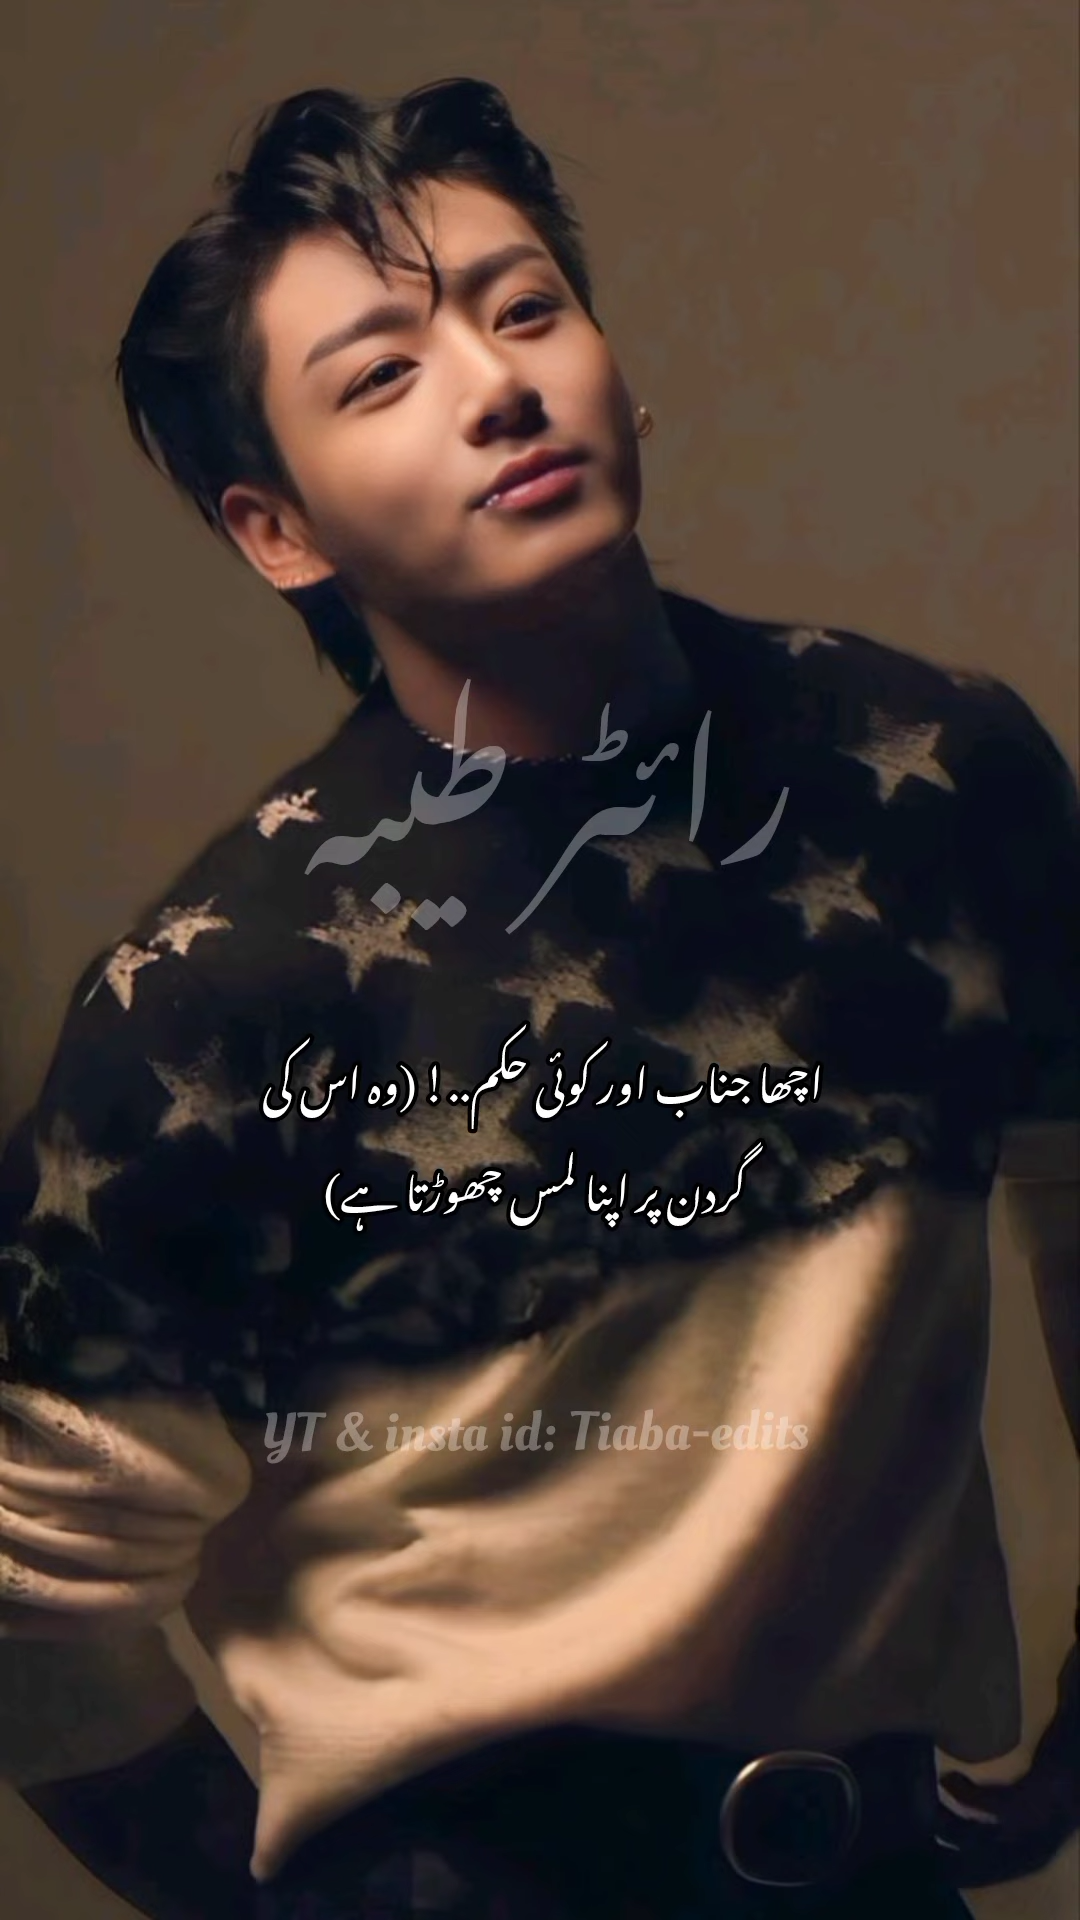 رائٹر طیبہ
اچھا جناب اور کوئی حکم..! (وہ اس کی
گردن پر اپنا لمس چھوڑتا ہے)
YT & insta id: Tiaba-edits